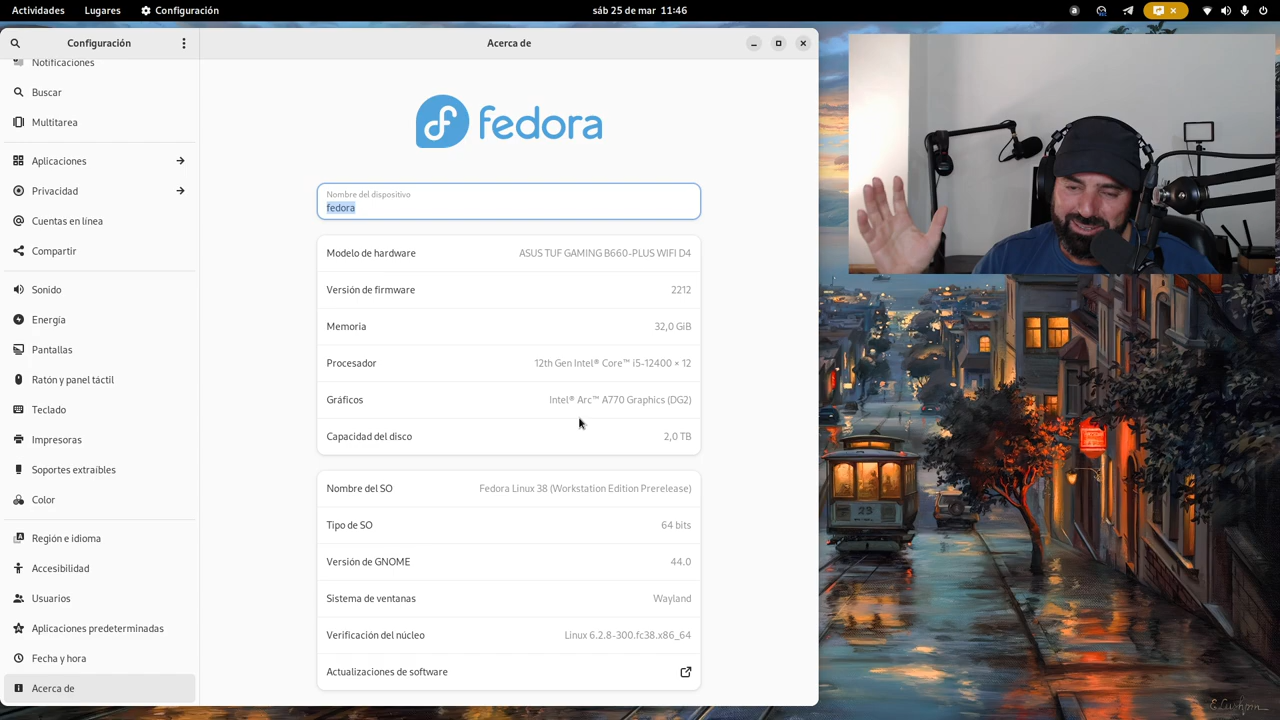 Actividades Lugares Configuración sáb 25 de mar 11:46
Configuración
Acerca de
Notificaciones
Buscar
Multitarea
Aplicaciones
Privacidad
Cuentas en línea
Compartir
Sonido
Energía
Pantallas
Ratón y panel táctil
Teclado
Impresoras
Soportes extraíbles
Color
Región e idioma
Accesibilidad
Usuarios
Aplicaciones predeterminadas
Fecha y hora
Acerca de
fedora
Nombre del dispositivo
fedora
Modelo de hardware ASUS TUF GAMING B660-PLUS WIFI D4
Versión de firmware 2212
Memoria 32,0 GiB
Procesador 12th Gen Intel® Core™ i5-12400 × 12
Gráficos Intel® Arc™ A770 Graphics (DG2)
Capacidad del disco 2,0 TB
Nombre del SO Fedora Linux 38 (Workstation Edition Prerelease)
Tipo de SO 64 bits
Versión de GNOME 44.0
Sistema de ventanas Wayland
Verificación del núcleo Linux 6.2.8-300.fc38.x86_64
Actualizaciones de software
23